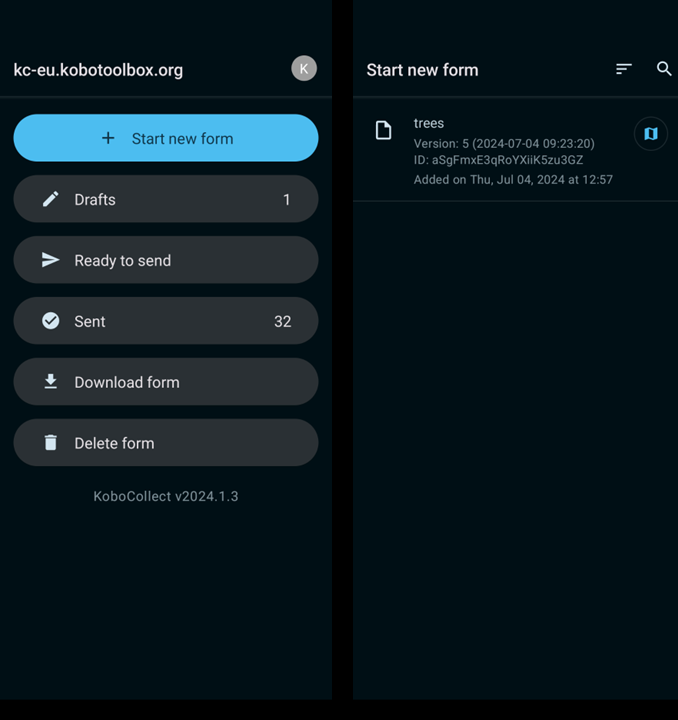 kc-eu.kobotoolbox.org
K
Start new form
Drafts
1
Ready to send
Sent
32
Download form
Delete form
KoboCollect v2024.1.3
Start new form
trees
Version: 5 (2024-07-04 09:23:20)
ID: aSgFmxE3qRoYXiiK5zu3GZ
Added on Thu, Jul 04, 2024 at 12:57